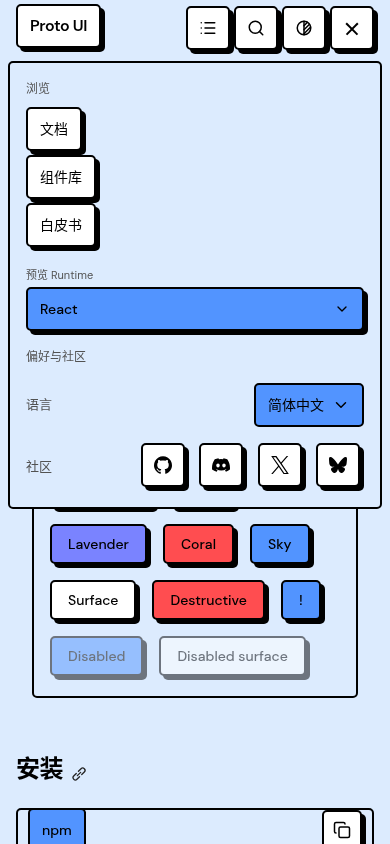 Proto UI
浏览
文档
组件库
白皮书
预览 Runtime
React
偏好与社区
语言
简体中文
社区
Lavender
Coral
Sky
Surface
Destructive
!
Disabled
Disabled surface
安装
npm